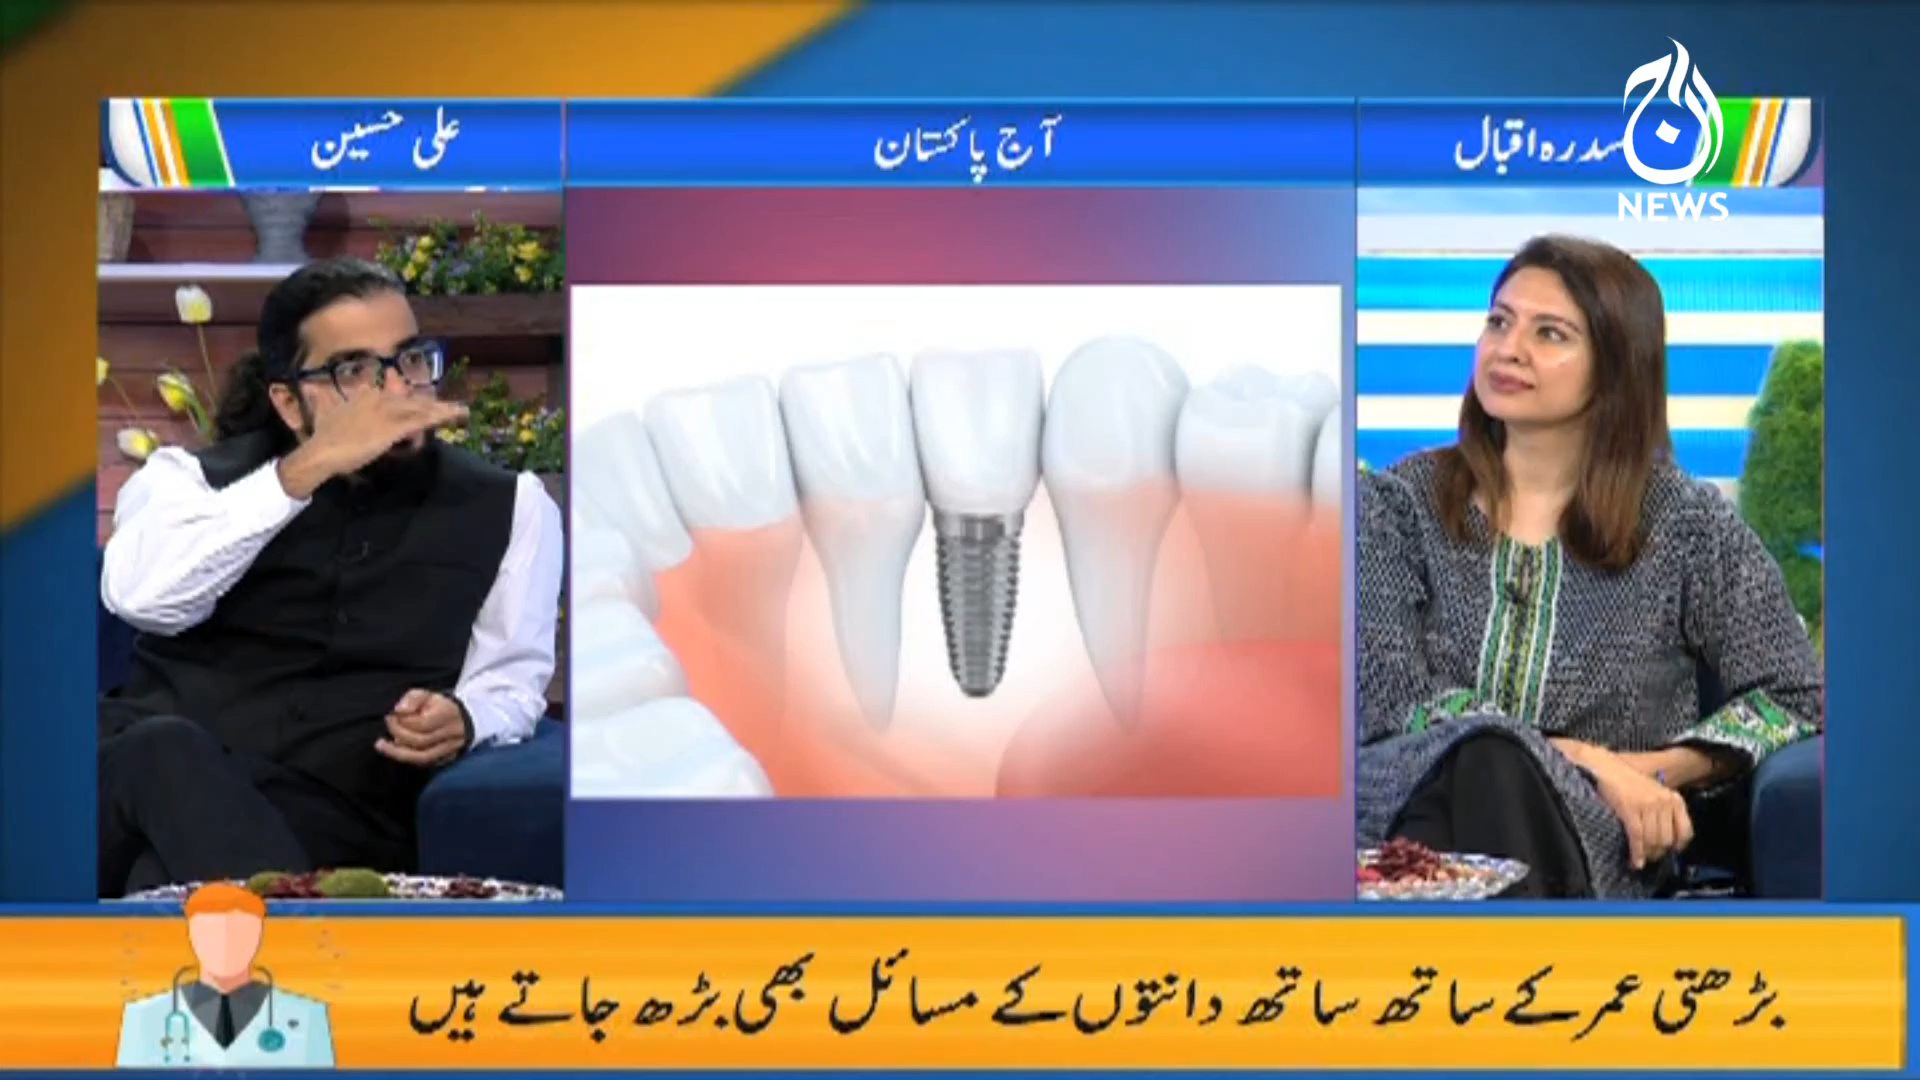 سدرہ اقبال
آج پاکستان
علی حسین
آج
NEWS
بڑھتی عمر کے ساتھ ساتھ دانتوں کے مسائل بھی بڑھ جاتے ہیں